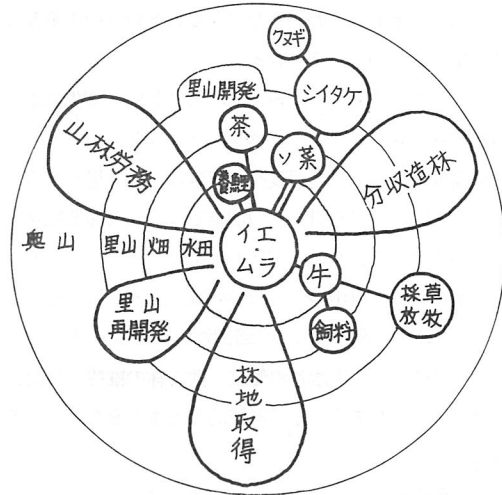 クヌギ
シイタケ
里山開発
茶
ソ菜
養鯉
山林労務
分収造林
奥山
里山
畑
水田
イエ
・
ムラ
牛
飼料
採草
放牧
里山
再開発
林地取得